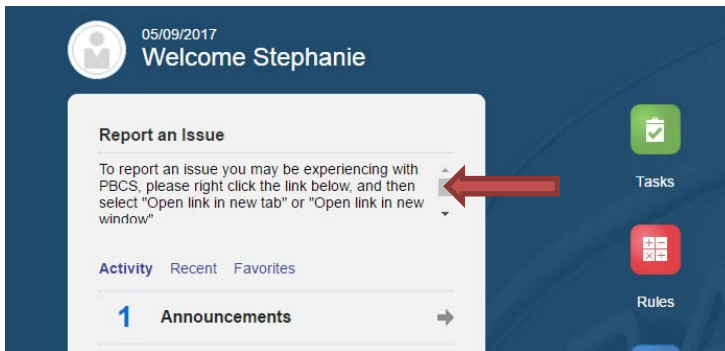 05/09/2017
Welcome Stephanie
Report an Issue
To report an issue you may be experiencing with
PBCS, please right click the link below, and then
select "Open link in new tab" or "Open link in new
window"
Activity Recent Favorites
1 Announcements
Tasks
Rules